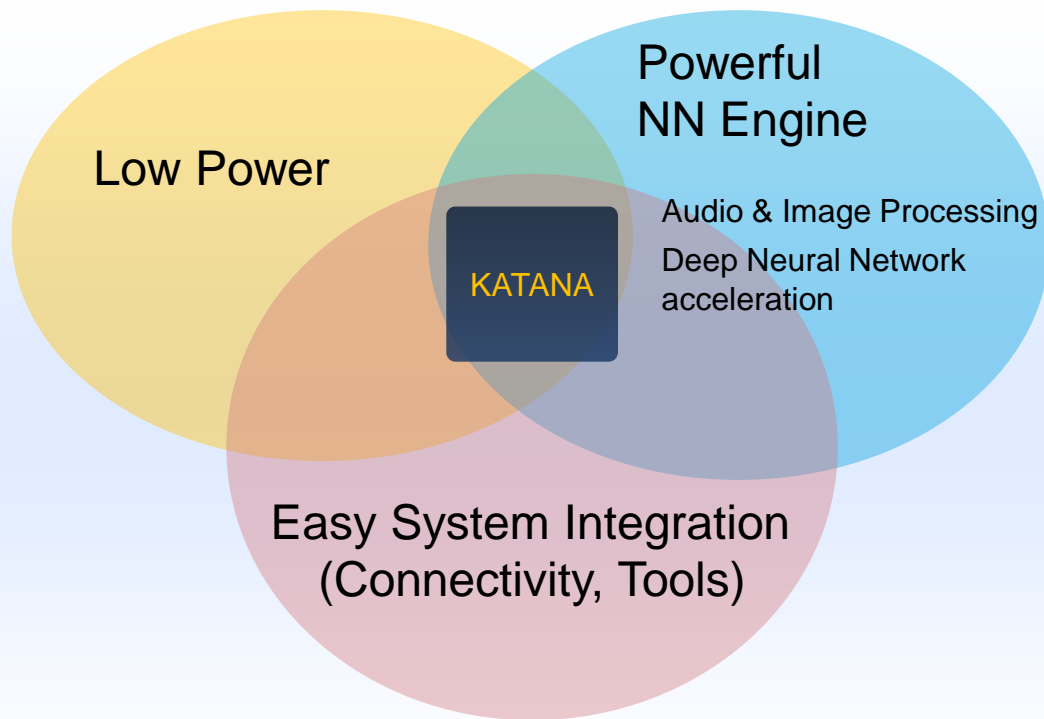 Powerful
NN Engine
Low Power
Audio & Image Processing
Deep Neural Network
acceleration
KATANA
Easy System Integration
(Connectivity, Tools)